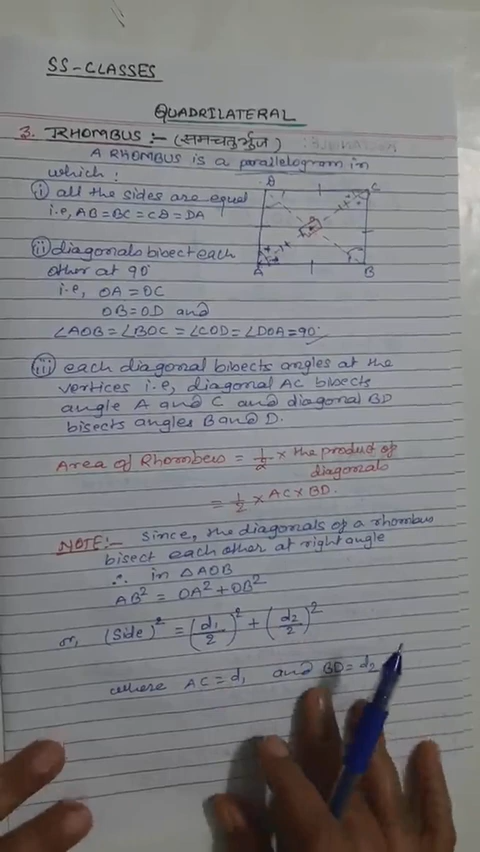 SS-CLASSES
QUADRILATERAL
3. RHOMBUS :- (समचतुर्भुज)
A RHOMBUS is a parallelogram in
which :
(i) all the sides are equal
i.e, AB=BC=CD=DA
D C
O
A B
(ii) diagonals bisect each
other at 90°
i.e, OA=OC
OB=OD and
∠AOB=∠BOC=∠COD=∠DOA=90°
(iii) each diagonal bisects angles at the
vertices i.e, diagonal AC bisects
angle A and C and diagonal BD
bisects angles B and D.
Area of Rhombus = 1/2 × the product of
diagonals
= 1/2 × AC × BD.
NOTE:- Since, the diagonals of a rhombus
bisect each other at right angle
∴ in △AOB
AB² = OA² + OB²
or, (Side)² = (d₁/2)² + (d₂/2)²
where AC = d₁ and BD = d₂